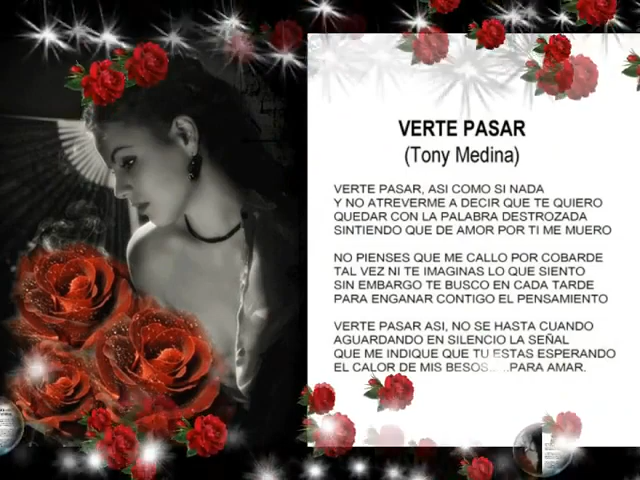 VERTE PASAR
(Tony Medina)
VERTE PASAR, ASI COMO SI NADA
Y NO ATREVERME A DECIR QUE TE QUIERO
QUEDAR CON LA PALABRA DESTROZADA
SINTIENDO QUE DE AMOR POR TI ME MUERO
NO PIENSES QUE ME CALLO POR COBARDE
TAL VEZ NI TE IMAGINAS LO QUE SIENTO
SIN EMBARGO TE BUSCO EN CADA TARDE
PARA ENGANAR CONTIGO EL PENSAMIENTO
VERTE PASAR ASI, NO SE HASTA CUANDO
AGUARDANDO EN SILENCIO LA SEÑAL
QUE ME INDIQUE QUE TU ESTAS ESPERANDO
EL CALOR DE MIS BESOS.....PARA AMAR.